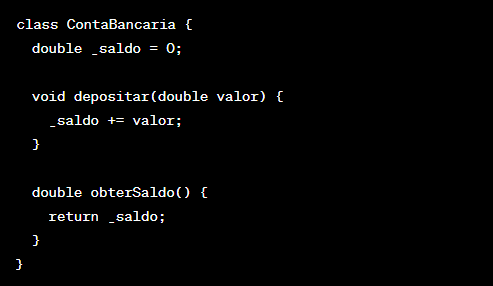 class ContaBancaria {
  double _saldo = 0;

  void depositar(double valor) {
    _saldo += valor;
  }

  double obterSaldo() {
    return _saldo;
  }
}